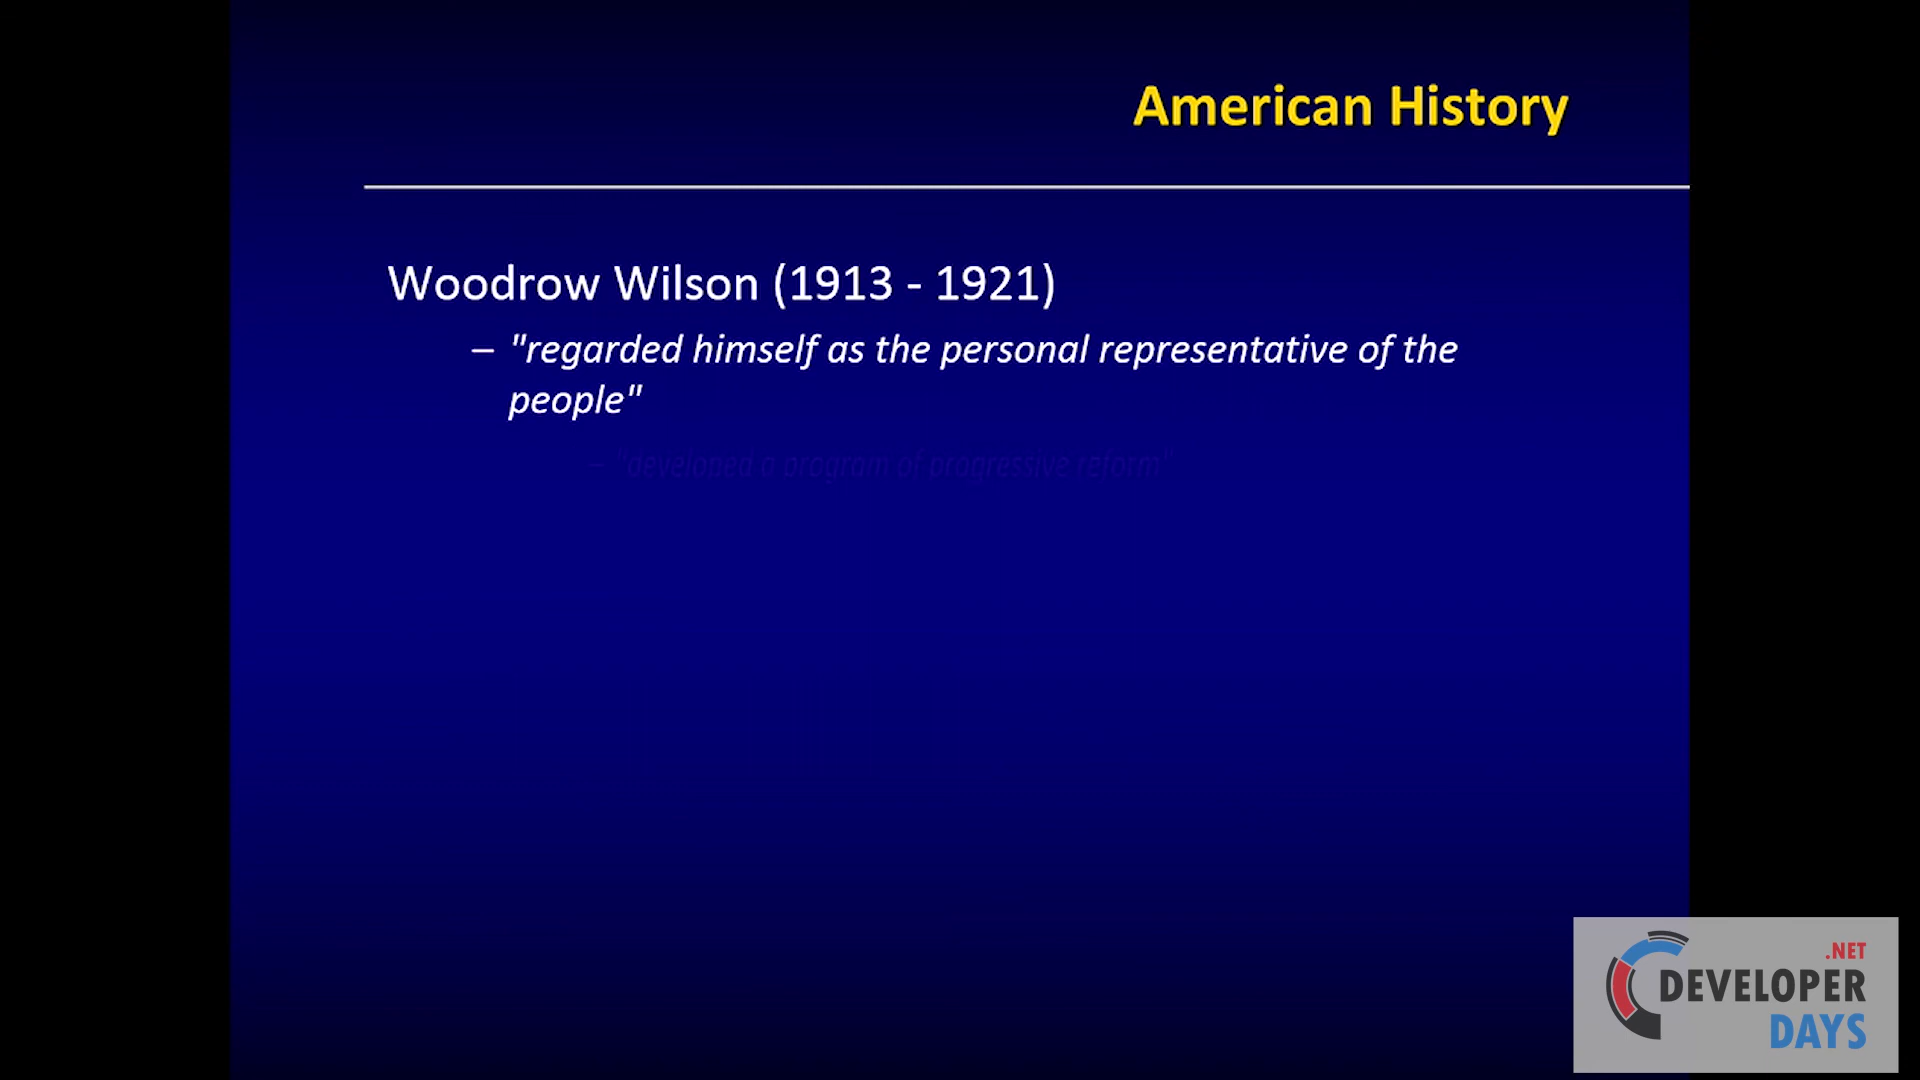 American History
Woodrow Wilson (1913 - 1921)
– "regarded himself as the personal representative of the
people"
– "developed a program of progressive reform"
.NET
DEVELOPER
DAYS